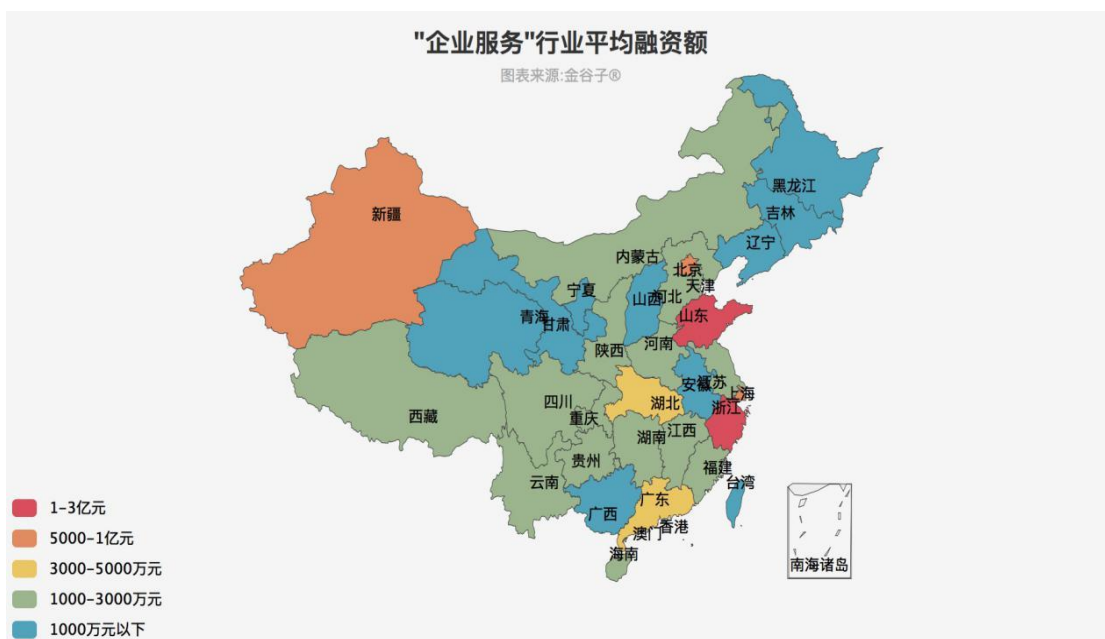 "企业服务"行业平均融资额
图表来源:金谷子®
黑龙江
吉林
新疆
辽宁
内蒙古
北京
天津
宁夏
山西
河北
青海
甘肃
山东
陕西
河南
安徽
江苏
上海
四川
湖北
浙江
西藏
重庆
湖南
江西
贵州
福建
云南
台湾
广西
广东
香港
澳门
海南
南海诸岛
1-3亿元
5000-1亿元
3000-5000万元
1000-3000万元
1000万元以下